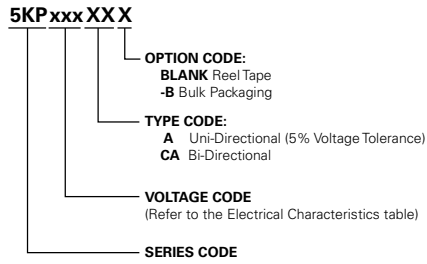 5KPxxxXXX
OPTION CODE:
BLANK Reel Tape
-B Bulk Packaging
TYPE CODE:
A Uni-Directional (5% Voltage Tolerance)
CA Bi-Directional
VOLTAGE CODE
(Refer to the Electrical Characteristics table)
SERIES CODE